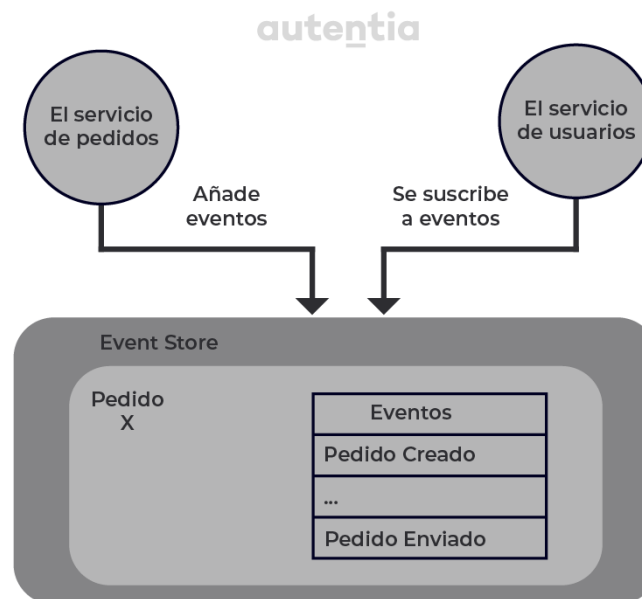 autentia
El servicio
de pedidos
El servicio
de usuarios
Añade
eventos
Se suscribe
a eventos
Event Store
Pedido
X
Eventos
Pedido Creado
...
Pedido Enviado